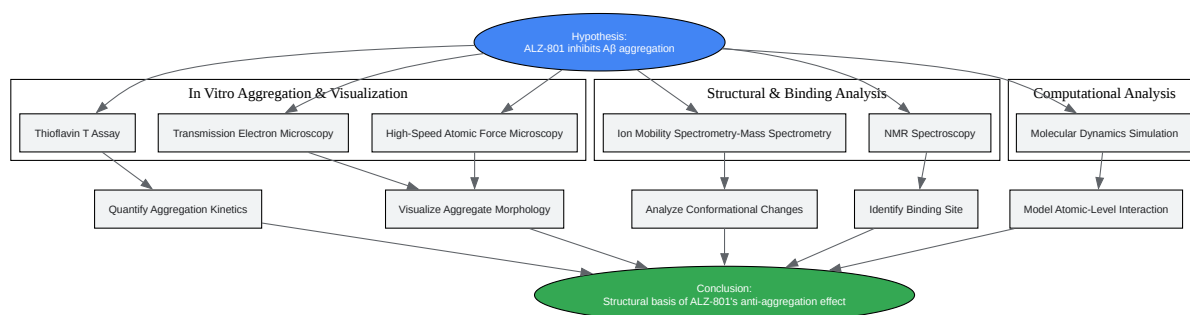 Hypothesis:
ALZ-801 inhibits Aβ aggregation
In Vitro Aggregation & Visualization
Structural & Binding Analysis
Computational Analysis
Thioflavin T Assay
Transmission Electron Microscopy
High-Speed Atomic Force Microscopy
Ion Mobility Spectrometry-Mass Spectrometry
NMR Spectroscopy
Molecular Dynamics Simulation
Quantify Aggregation Kinetics
Visualize Aggregate Morphology
Analyze Conformational Changes
Identify Binding Site
Model Atomic-Level Interaction
Conclusion:
Structural basis of ALZ-801's anti-aggregation effect